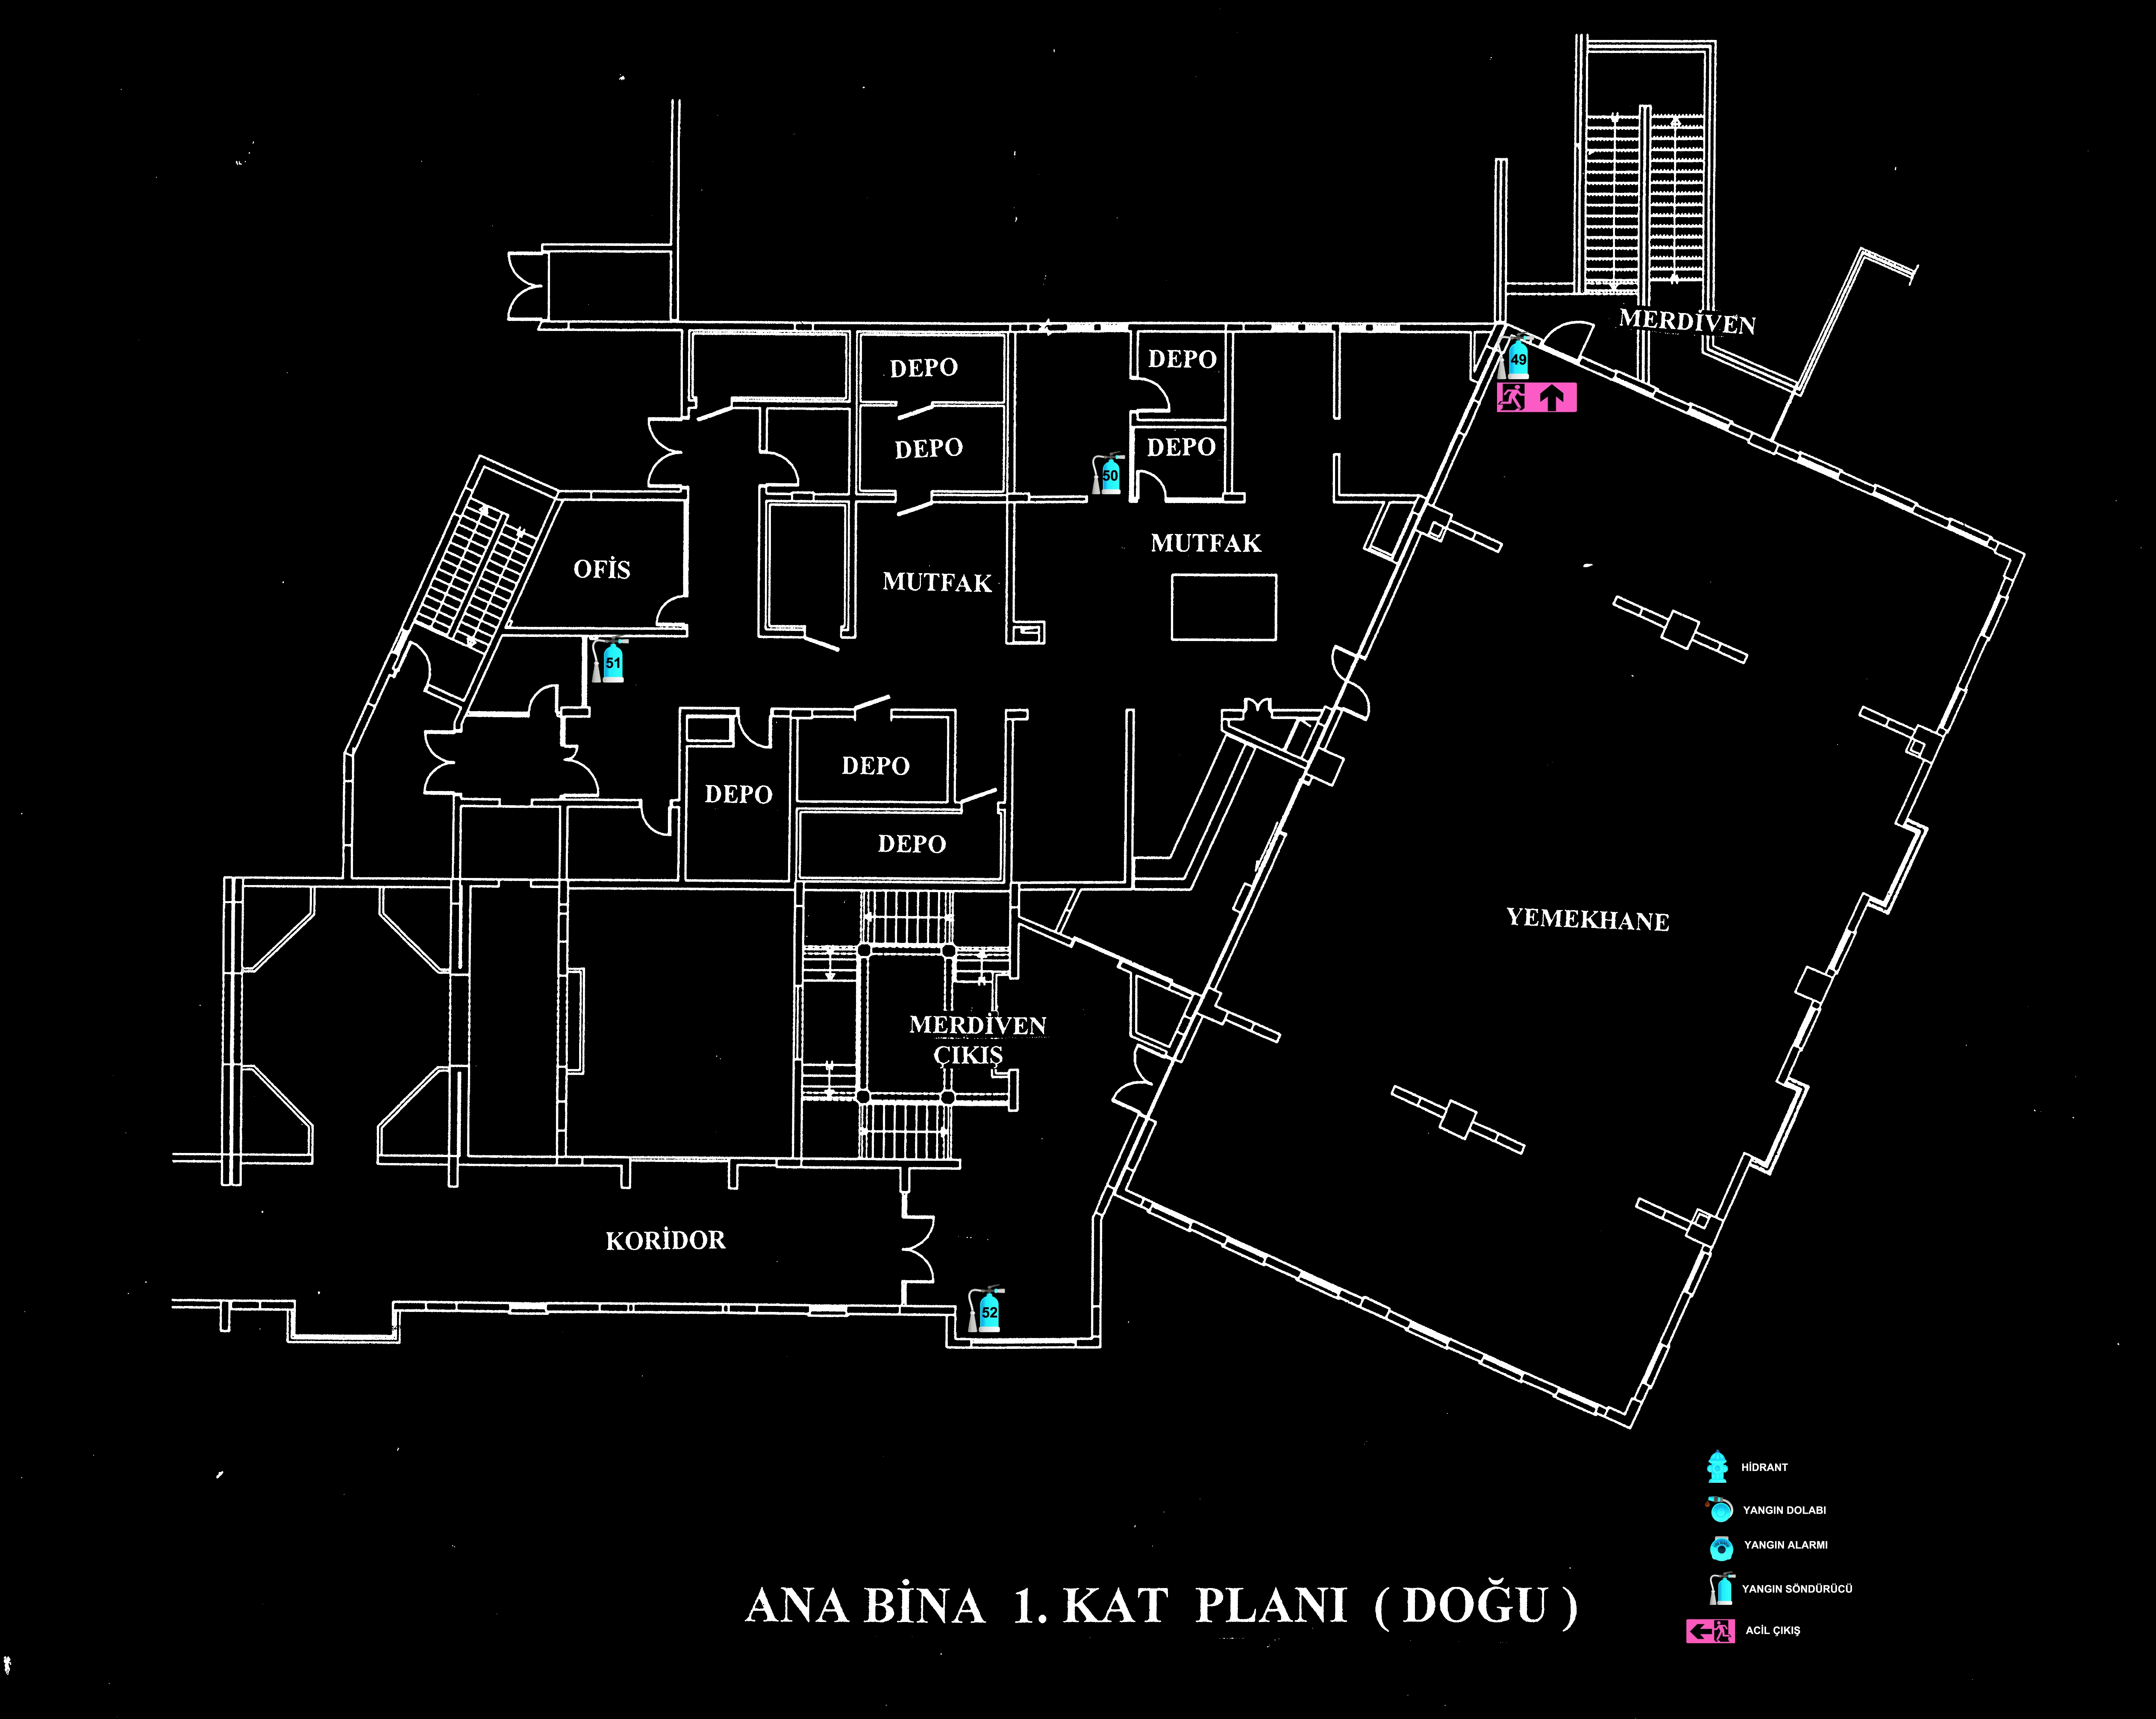 MERDİVEN
49
DEPO
DEPO
DEPO
DEPO
50
MUTFAK
OFİS
MUTFAK
51
DEPO
DEPO
DEPO
YEMEKHANE
MERDİVEN
ÇIKIŞ
KORİDOR
52
HİDRANT
YANGIN DOLABI
YANGIN ALARMI
YANGIN SÖNDÜRÜCÜ
ACİL ÇIKIŞ
ANA BİNA 1. KAT PLANI ( DOĞU )